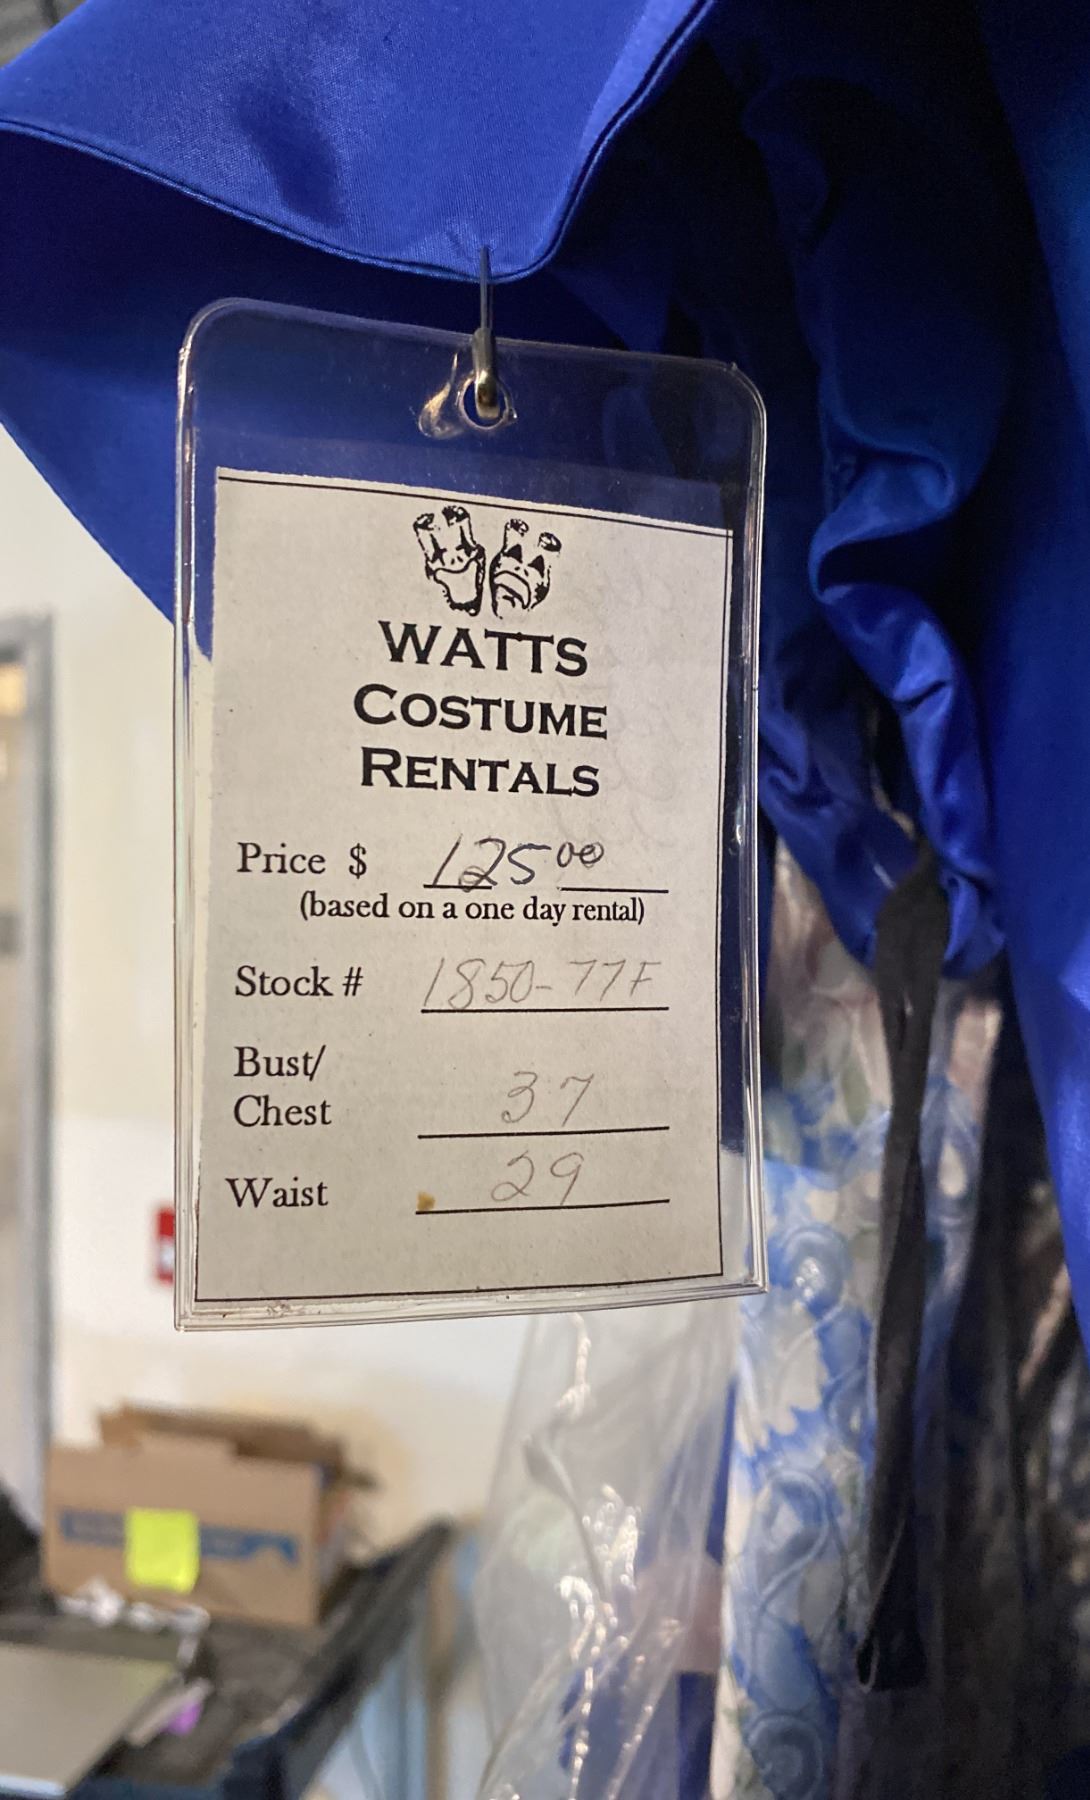 WATTS
COSTUME
RENTALS
Price $ 125 00
(based on a one day rental)
Stock # 1850-77F
Bust/
Chest 37
Waist 29